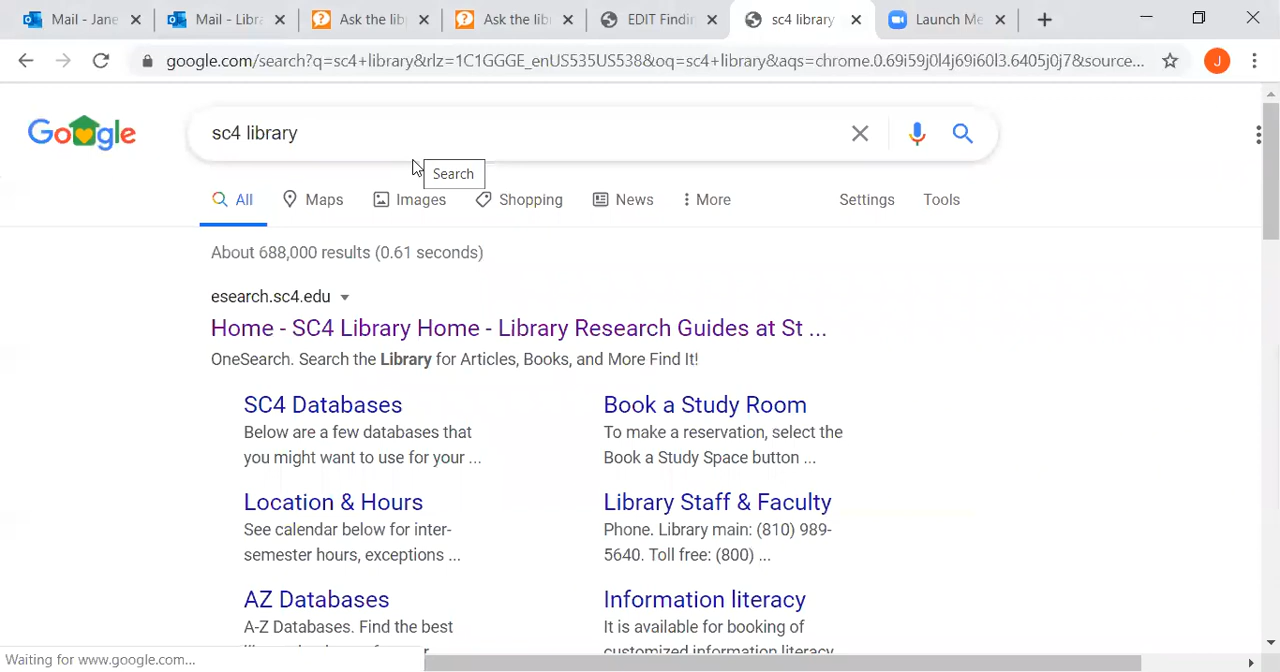 Mail - Jane
Mail - Libra
Ask the lib
Ask the lib
EDIT Findin
sc4 library
Launch Me
google.com/search?q=sc4+library&rlz=1C1GGGE_enUS535US538&oq=sc4+library&aqs=chrome.0.69i59j0l4j69i60l3.6405j0j7&source...
J
Google
sc4 library
Search
All
Maps
Images
Shopping
News
More
Settings
Tools
About 688,000 results (0.61 seconds)
esearch.sc4.edu
Home - SC4 Library Home - Library Research Guides at St ...
OneSearch. Search the Library for Articles, Books, and More Find It!
SC4 Databases
Below are a few databases that
you might want to use for your ...
Book a Study Room
To make a reservation, select the
Book a Study Space button ...
Location & Hours
See calendar below for inter-
semester hours, exceptions ...
Library Staff & Faculty
Phone. Library main: (810) 989-
5640. Toll free: (800) ...
AZ Databases
A-Z Databases. Find the best
Information literacy
It is available for booking of
customized information literacy
Waiting for www.google.com...